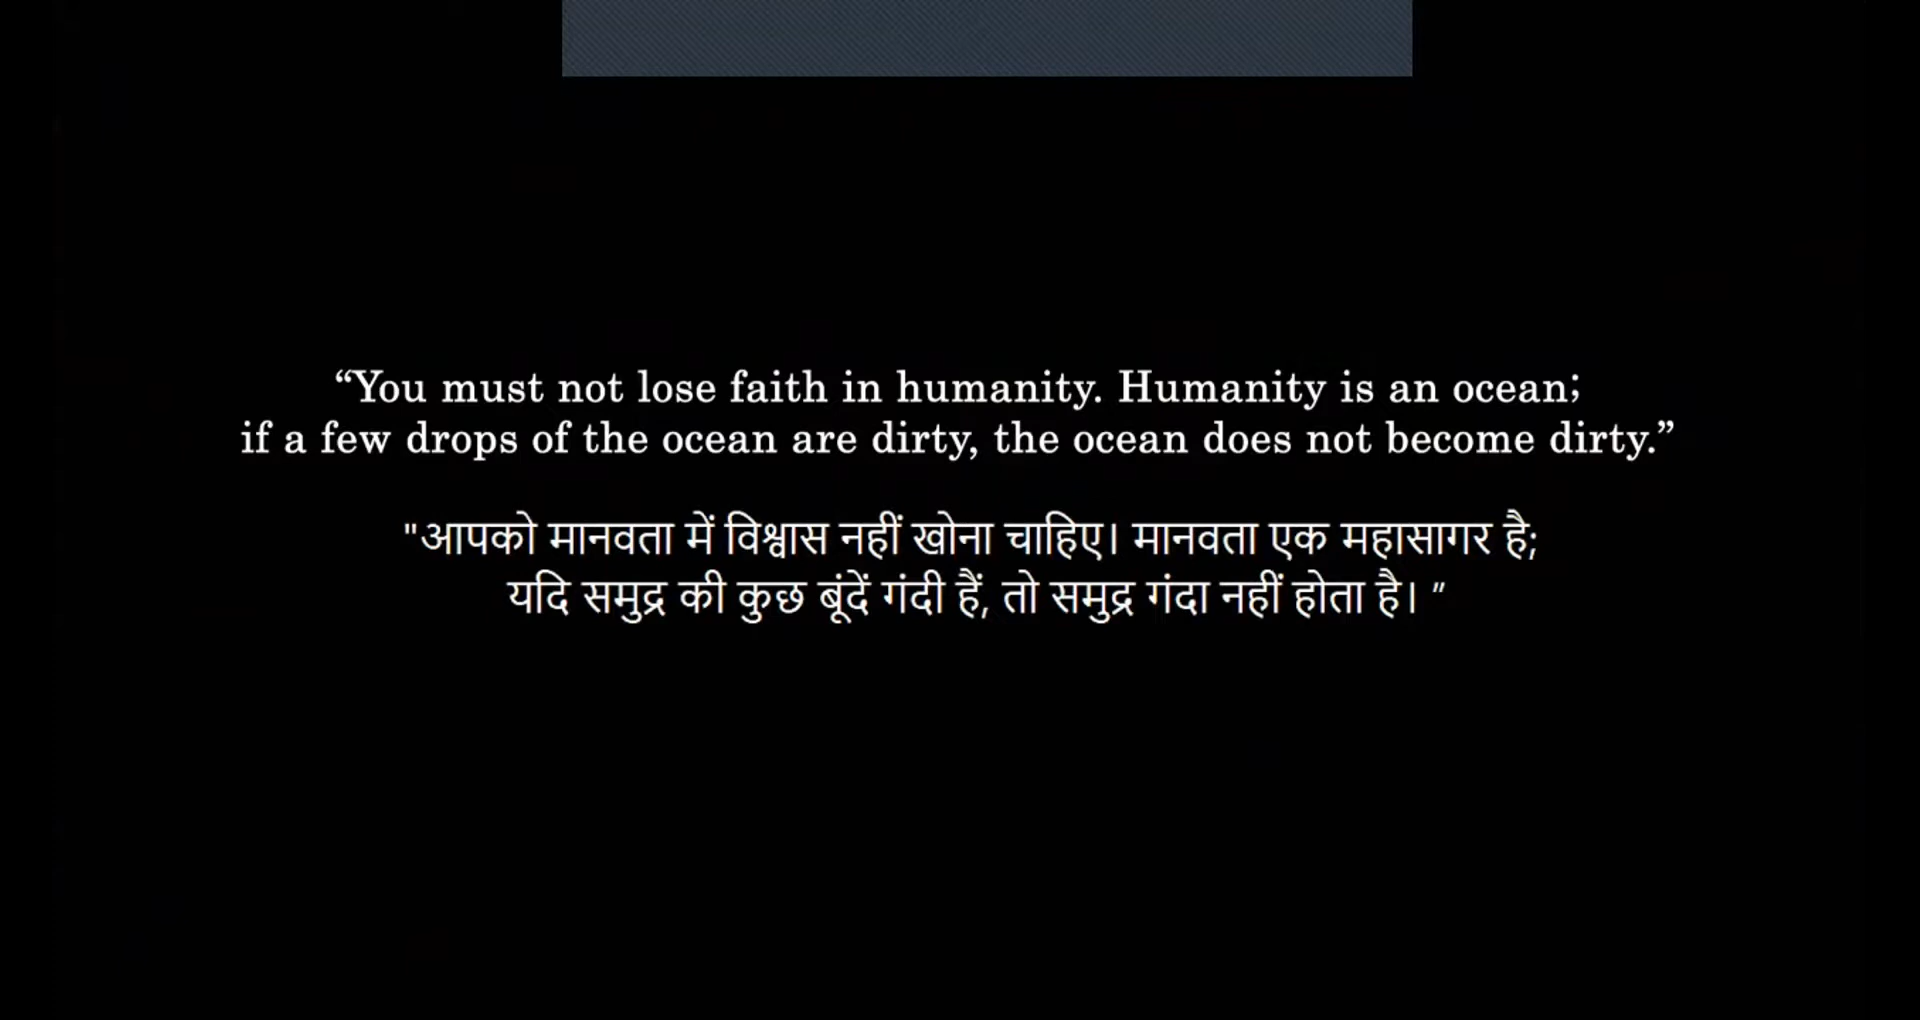 “You must not lose faith in humanity. Humanity is an ocean;
if a few drops of the ocean are dirty, the ocean does not become dirty.”
"आपको मानवता में विश्वास नहीं खोना चाहिए। मानवता एक महासागर है;
यदि समुद्र की कुछ बूंदें गंदी हैं, तो समुद्र गंदा नहीं होता है। ”